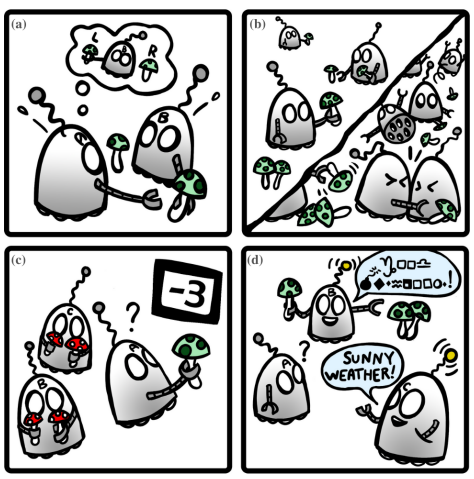 (a)
L R
B
(b)
(c)
-3
C
?
A
B
(d)
♑□□♎
💣◆⬧♒❒□□❍⬧!
B
?
A
SUNNY
WEATHER!
C